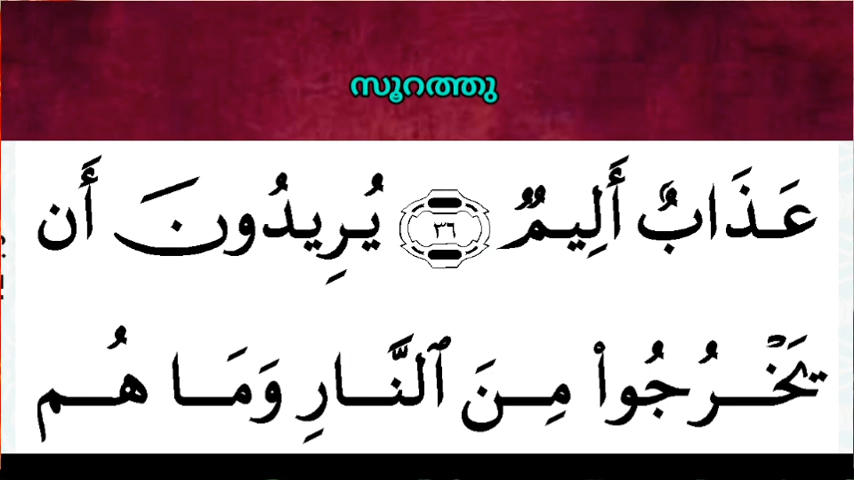 സൂറത്തു
عَذَابٌ أَلِيمٌ ٣٦ يُرِيدُونَ أَن
يَخْرُجُوا۟ مِنَ ٱلنَّارِ وَمَا هُم